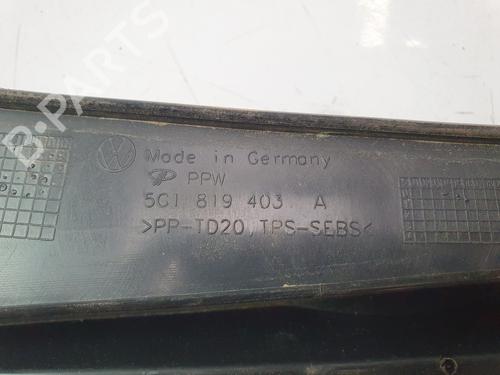 B-PARTS
Made in Germany
PPW
5C1 819 403 A
>PP-TD20, TPS-SEBS<